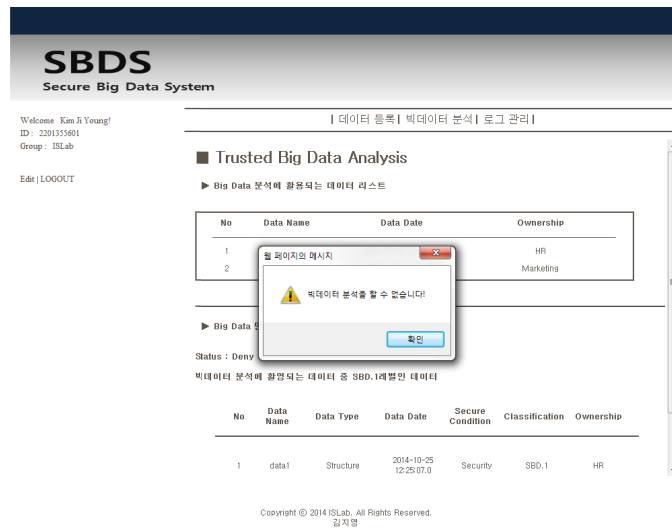 SBDS
Secure Big Data System
Welcome Kim Ji Young!
ID : 2201355601
Group : ISLab
Edit | LOGOUT
| 데이터 등록 | 빅데이터 분석 | 로그 관리 |
■ Trusted Big Data Analysis
▶ Big Data 분석에 활용되는 데이터 리스트
No Data Name Data Date Ownership
1 HR
2 Marketing
웹 페이지의 메시지
빅데이터 분석을 할 수 없습니다!
확인
▶ Big Data
Status : Deny
빅데이터 분석에 활영되는 데이터 중 SBD.1레벨인 데이터
No Data Name Data Type Data Date Secure Condition Classification Ownership
1 data1 Structure 2014-10-25 12:25:07.0 Security SBD.1 HR
Copyright ⓒ 2014 ISLab. All Rights Reserved.
김지영